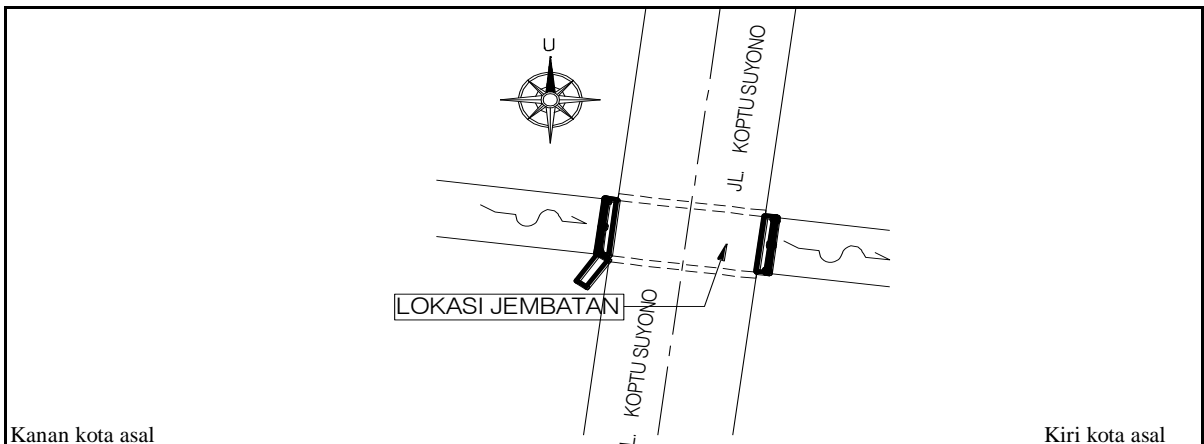 U
JL. KOPTU SUYONO
LOKASI JEMBATAN
L. KOPTU SUYONO
Kanan kota asal
Kiri kota asal